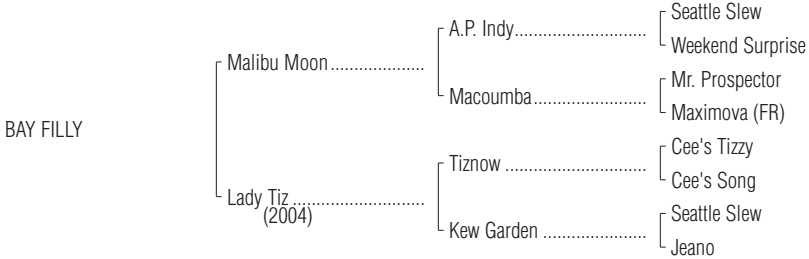 Seattle Slew
A.P. Indy
Weekend Surprise
Malibu Moon
Mr. Prospector
Macoumba
Maximova (FR)
BAY FILLY
Cee's Tizzy
Tiznow
Cee's Song
Lady Tiz
(2004)
Seattle Slew
Kew Garden
Jeano